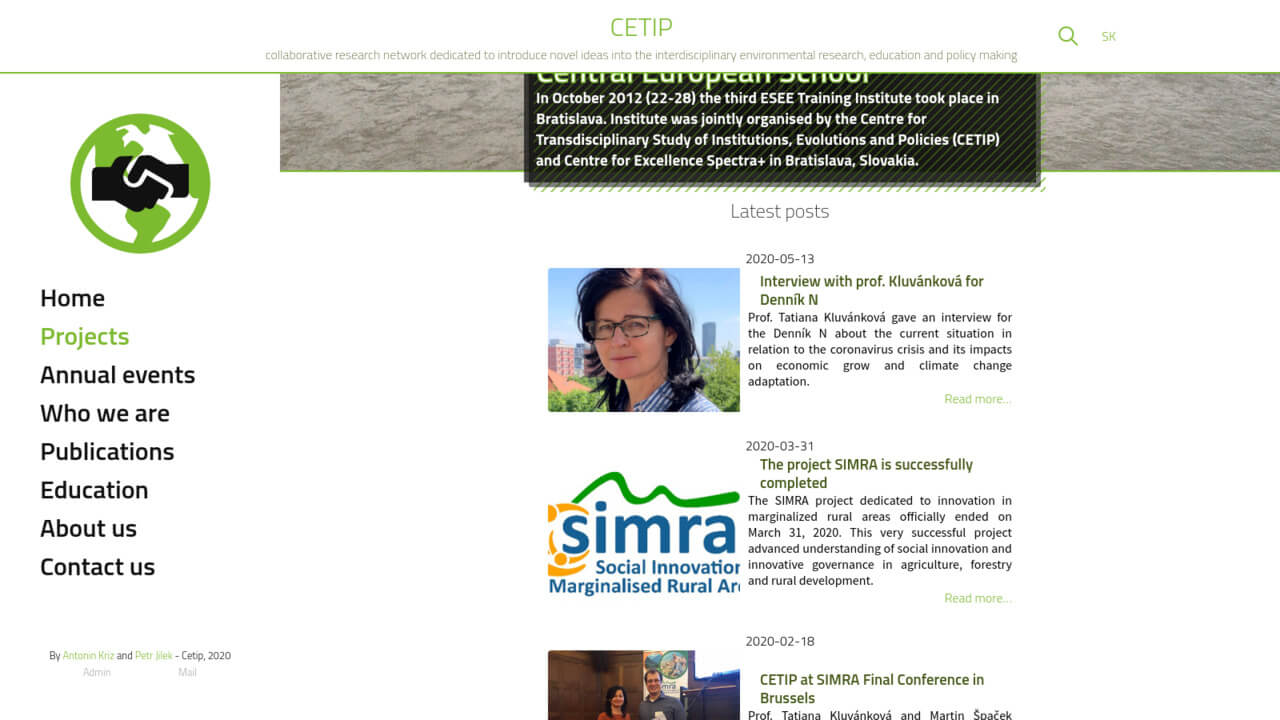 CETIP
collaborative research network dedicated to introduce novel ideas into the interdisciplinary environmental research, education and policy making
SK
Central European School
In October 2012 (22-28) the third ESEE Training Institute took place in
Bratislava. Institute was jointly organised by the Centre for
Transdisciplinary Study of Institutions, Evolutions and Policies (CETIP)
and Centre for Excellence Spectra+ in Bratislava, Slovakia.
Home
Projects
Annual events
Who we are
Publications
Education
About us
Contact us
By Antonin Kriz and Petr Jilek - Cetip, 2020
Admin
Mail
Latest posts
2020-05-13
Interview with prof. Kluvánková for
Denník N
Prof. Tatiana Kluvánková gave an interview for
the Denník N about the current situation in
relation to the coronavirus crisis and its impacts
on economic grow and climate change
adaptation.
Read more...
2020-03-31
simra
Social Innovation
Marginalised Rural Are
The project SIMRA is successfully
completed
The SIMRA project dedicated to innovation in
marginalized rural areas officially ended on
March 31, 2020. This very successful project
advanced understanding of social innovation and
innovative governance in agriculture, forestry
and rural development.
Read more...
2020-02-18
simra
CETIP at SIMRA Final Conference in
Brussels
Prof. Tatiana Kluvánková and Martin Špaček